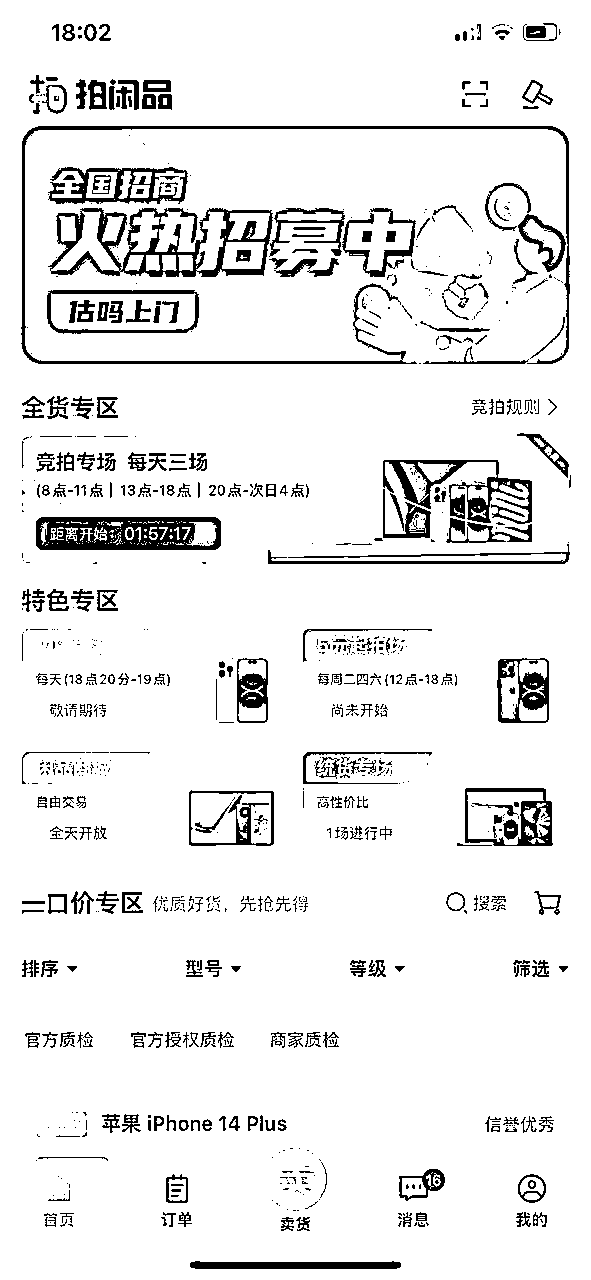 18:02
拍闲品
全国招商
火热招募中
估吗上门
全货专区
竞拍规则
竞拍专场 每天三场
(8点-11点 | 13点-18点 | 20点-次日4点)
距离开始: 01:57:17
特色专区
5元起拍场
每天(18点20分-19点)
每周二四六(12点-18点)
敬请期待
尚未开始
统货专场
自由交易
高性价比
全天开放
1场进行中
一口价专区 优质好货，先抢先得
搜索
排序
型号
等级
筛选
官方质检
官方授权质检
商家质检
苹果 iPhone 14 Plus
信誉优秀
16
首页
订单
卖货
消息
我的